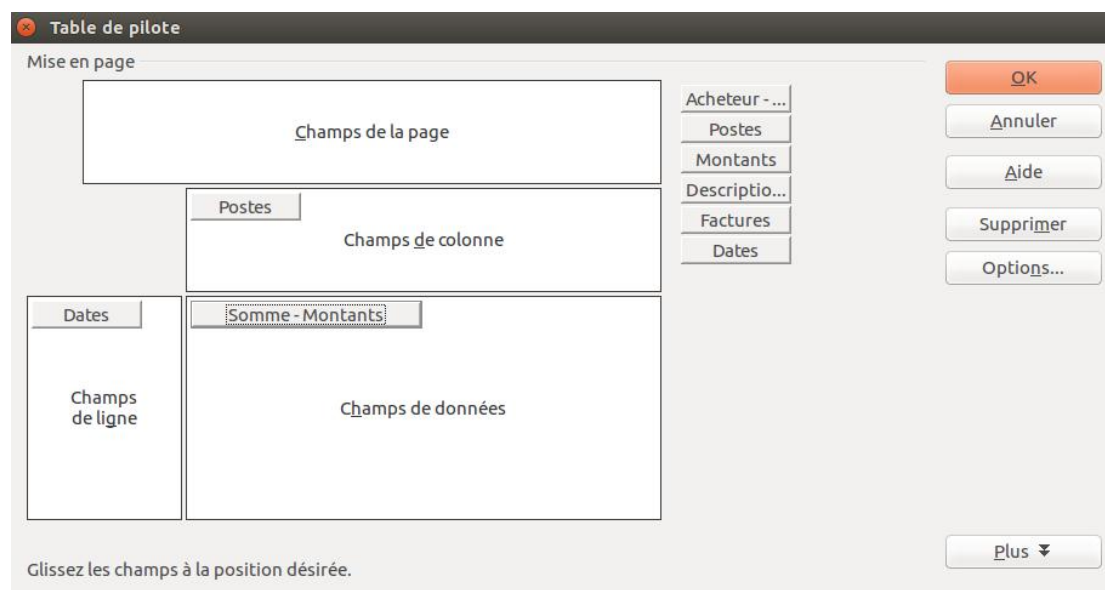 Table de pilote
Mise en page
Champs de la page
Postes
Champs de colonne
Dates
Champs
de ligne
Somme - Montants
Champs de données
Acheteur - ...
Postes
Montants
Descriptio...
Factures
Dates
OK
Annuler
Aide
Supprimer
Options...
Plus
Glissez les champs à la position désirée.